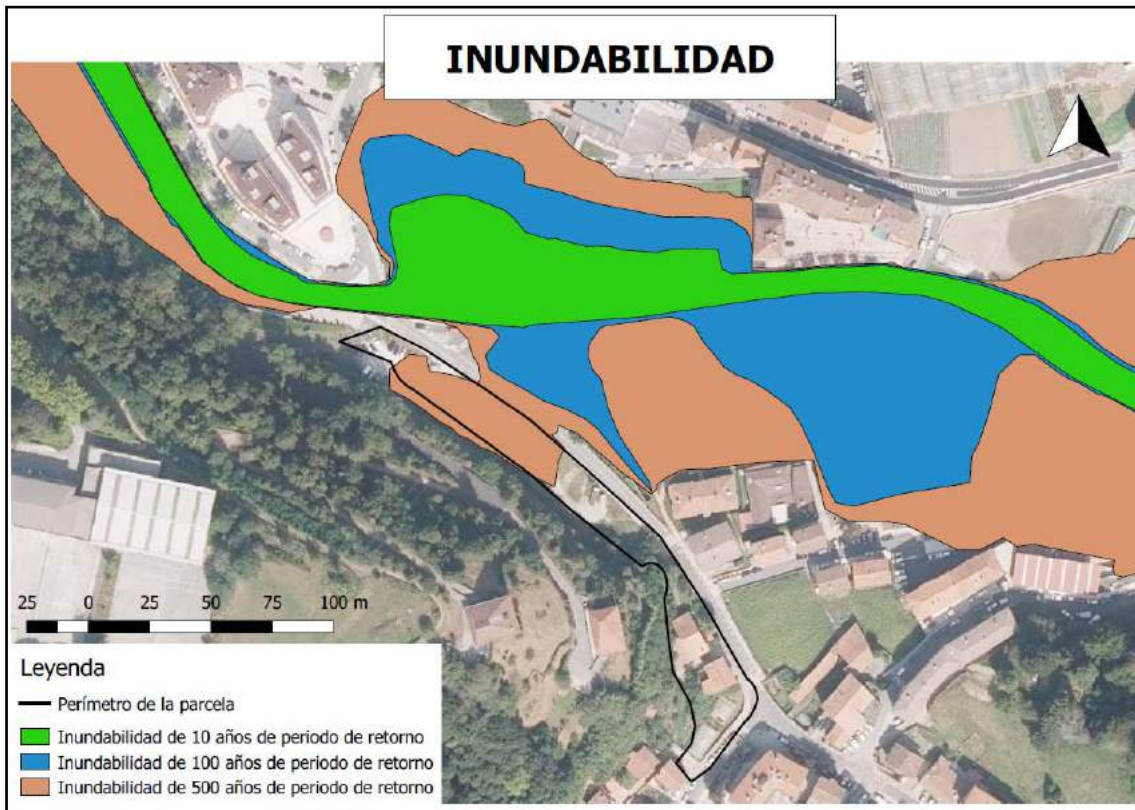 INUNDABILIDAD
25 0 25 50 75 100 m
Leyenda
Perímetro de la parcela
Inundabilidad de 10 años de periodo de retorno
Inundabilidad de 100 años de periodo de retorno
Inundabilidad de 500 años de periodo de retorno